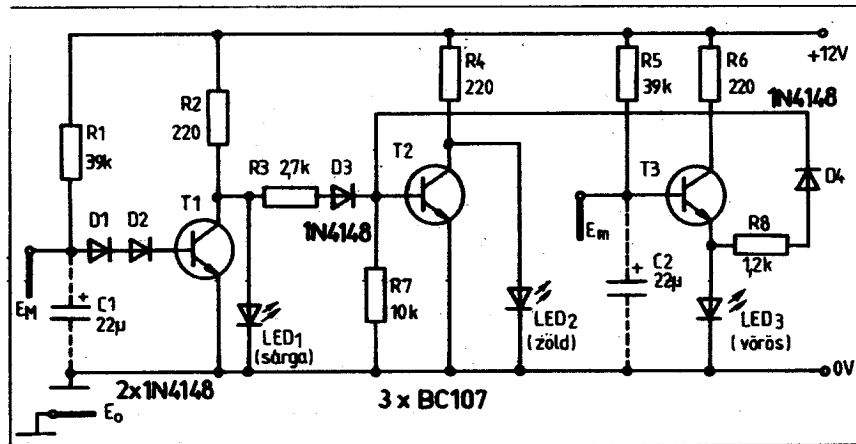 +12V
R1
39k
R2
220
R3 2,7k
D3
1N4148
R4
220
T2
R5
39k
R6
220
1N4148
D4
T3
T1
D1 D2
EM
+
C1
22µ
LED1
(sárga)
R7
10k
LED2
(zöld)
Em
+
C2
22µ
R8
1,2k
LED3
(vörös)
0V
2x1N4148
3 x BC107
Eo